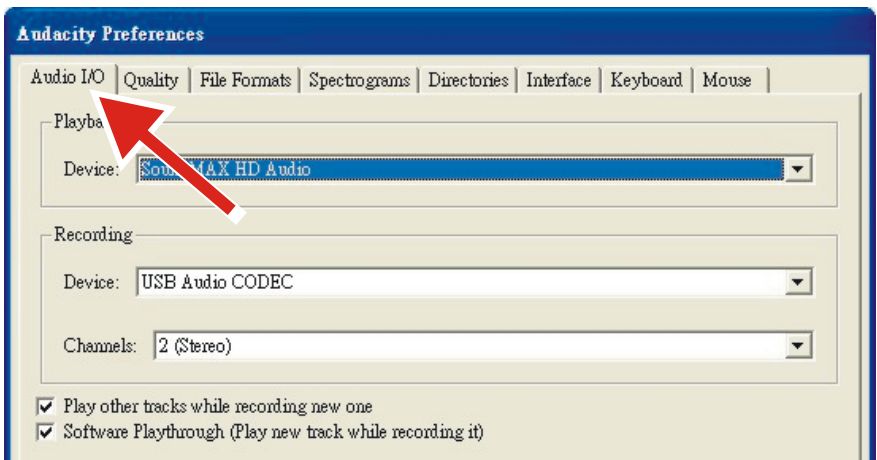 Audacity Preferences
Audio I/O Quality File Formats Spectrograms Directories Interface Keyboard Mouse
Device: MAX HD Audio
Recording
Device: USB Audio CODEC
Channels: 2 (Stereo)
Play other tracks while recording new one
Software Playthrough (Play new track while recording it)